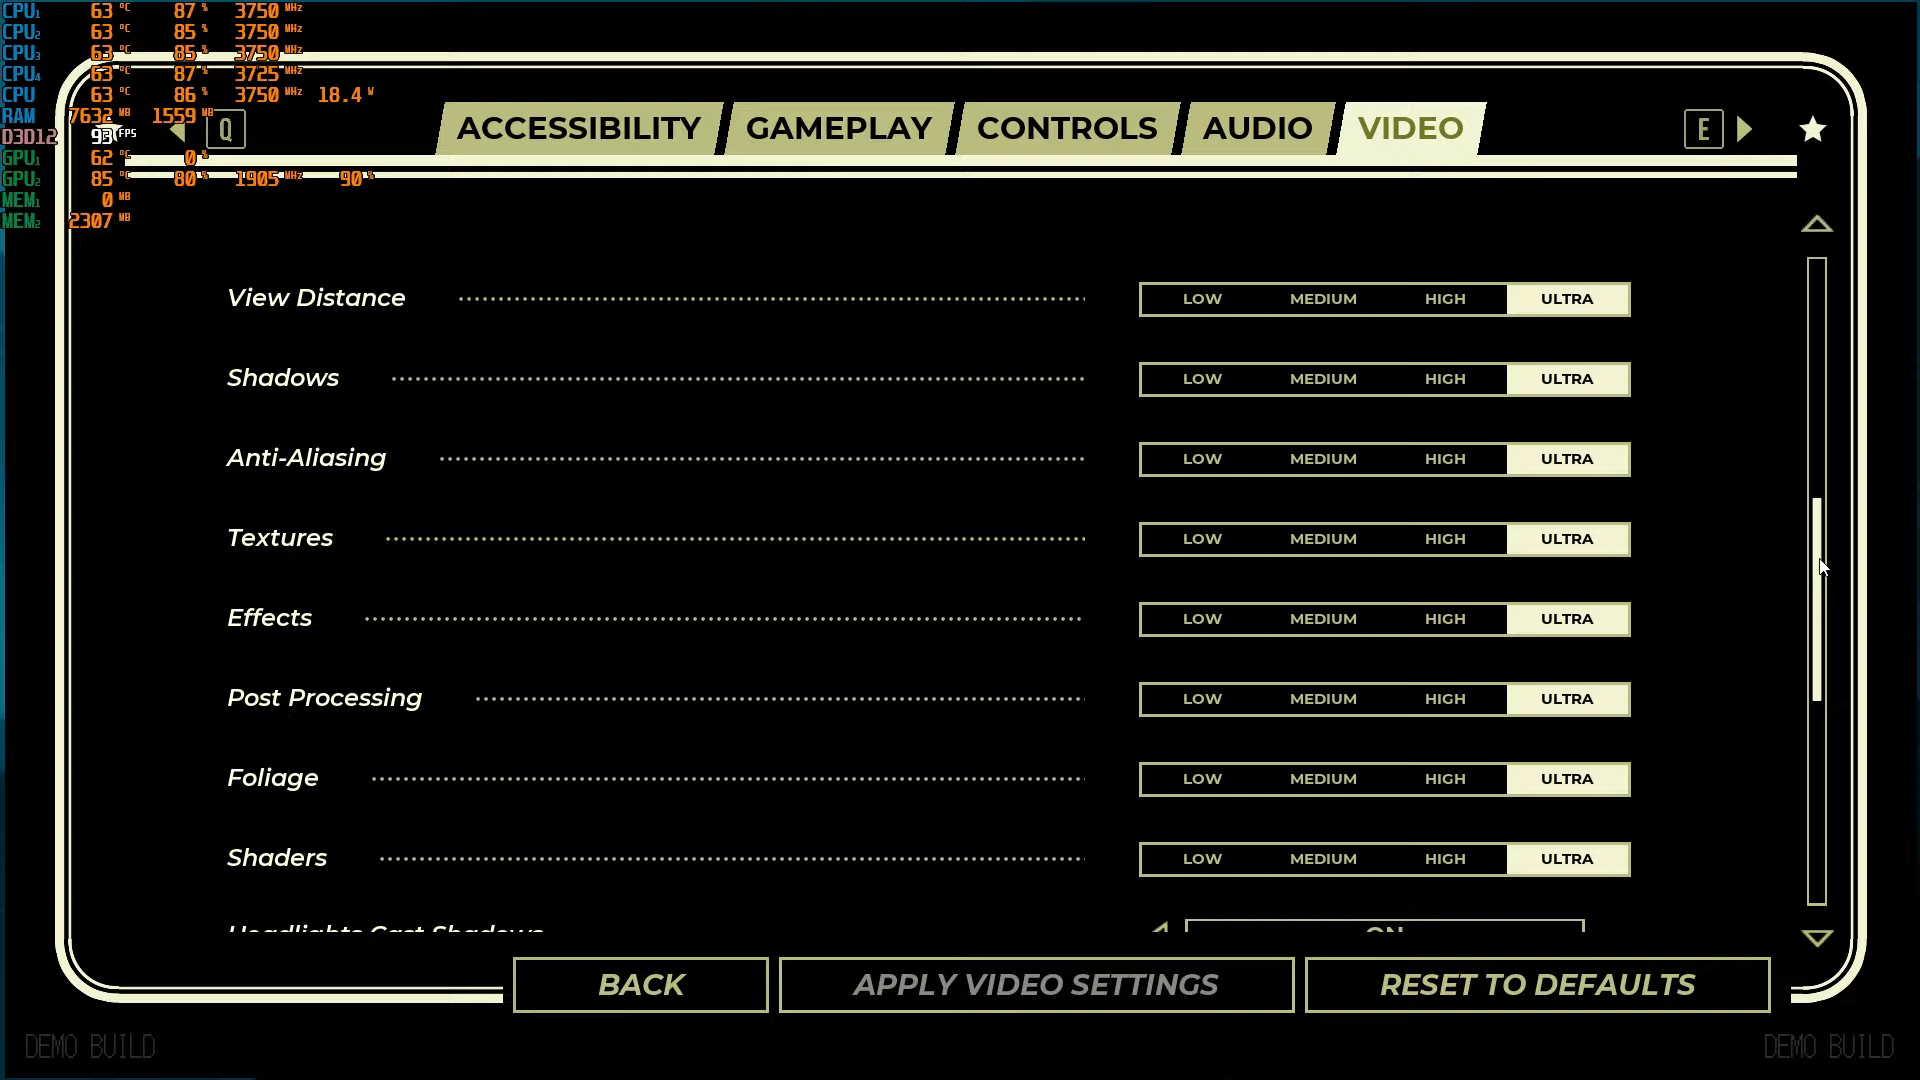 CPU1 63 °C 87 % 3750 MHz
CPU2 63 °C 85 % 3750 MHz
CPU3 63 °C 85 % 3750 MHz
CPU4 63 °C 87 % 3725 MHz
CPU 63 °C 86 % 3750 MHz 18.4 W
RAM 7632 MB 1559 MB
D3D12 93 FPS
GPU1 62 °C 0 %
GPU2 85 °C 80 % 1905 MHz 90 %
MEM1 0 MB
MEM2 2307 MB
Q ACCESSIBILITY GAMEPLAY CONTROLS AUDIO VIDEO E
View Distance LOW MEDIUM HIGH ULTRA
Shadows LOW MEDIUM HIGH ULTRA
Anti-Aliasing LOW MEDIUM HIGH ULTRA
Textures LOW MEDIUM HIGH ULTRA
Effects LOW MEDIUM HIGH ULTRA
Post Processing LOW MEDIUM HIGH ULTRA
Foliage LOW MEDIUM HIGH ULTRA
Shaders LOW MEDIUM HIGH ULTRA
Headlights Cast Shadows ON
BACK APPLY VIDEO SETTINGS RESET TO DEFAULTS
DEMO BUILD DEMO BUILD